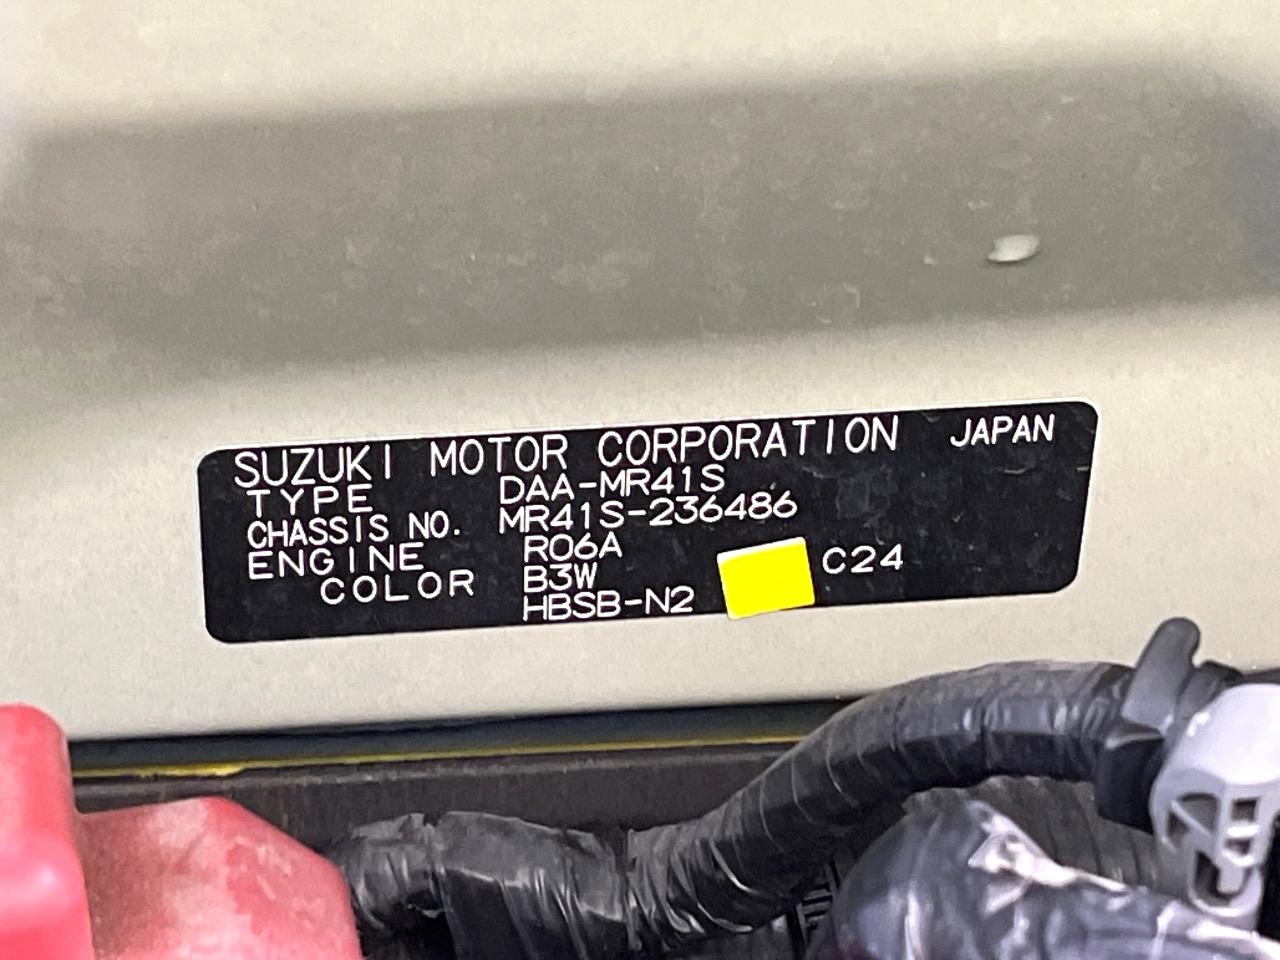 SUZUKI MOTOR CORPORATION JAPAN
TYPE DAA-MR41S
CHASSIS NO. MR41S-236486
ENGINE R06A
COLOR B3W C24
HBSB-N2